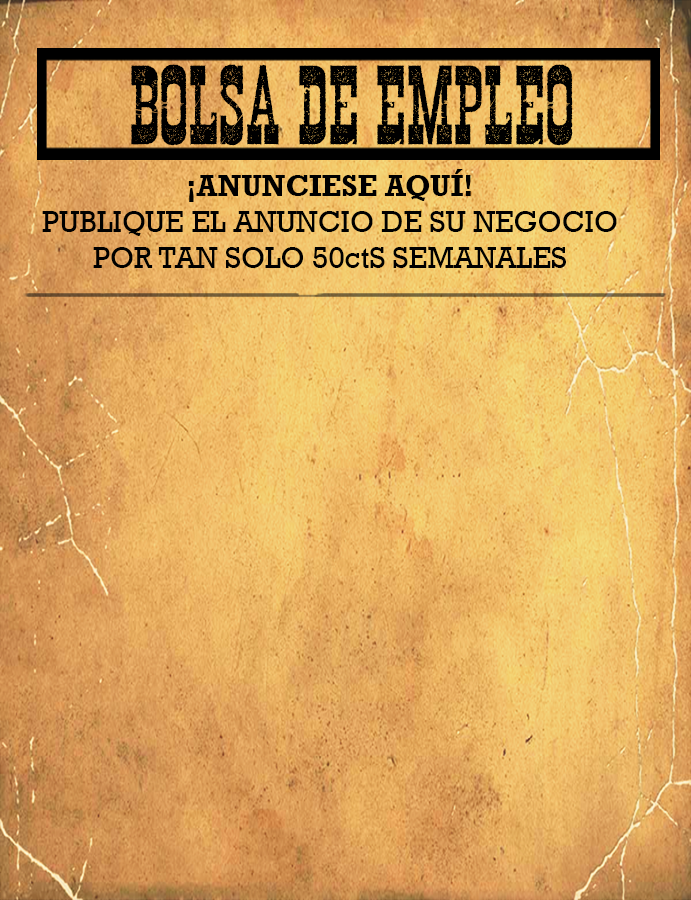 BOLSA DE EMPLEO
¡ANUNCIESE AQUÍ!
PUBLIQUE EL ANUNCIO DE SU NEGOCIO
POR TAN SOLO 50ctS SEMANALES